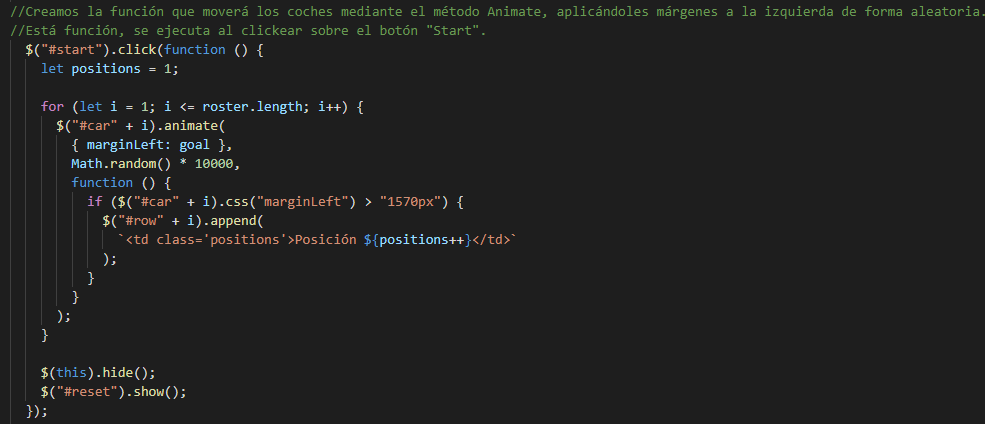 //Creamos la función que moverá los coches mediante el método Animate, aplicándoles márgenes a la izquierda de forma aleatoria.
//Está función, se ejecuta al clickear sobre el botón "Start".
$("#start").click(function () {
let positions = 1;
for (let i = 1; i <= roster.length; i++) {
$("#car" + i).animate(
{ marginLeft: goal },
Math.random() * 10000,
function () {
if ($("#car" + i).css("marginLeft") > "1570px") {
$("#row" + i).append(
`<td class='positions'>Posición ${positions++}</td>`
);
}
}
);
}
$(this).hide();
$("#reset").show();
});